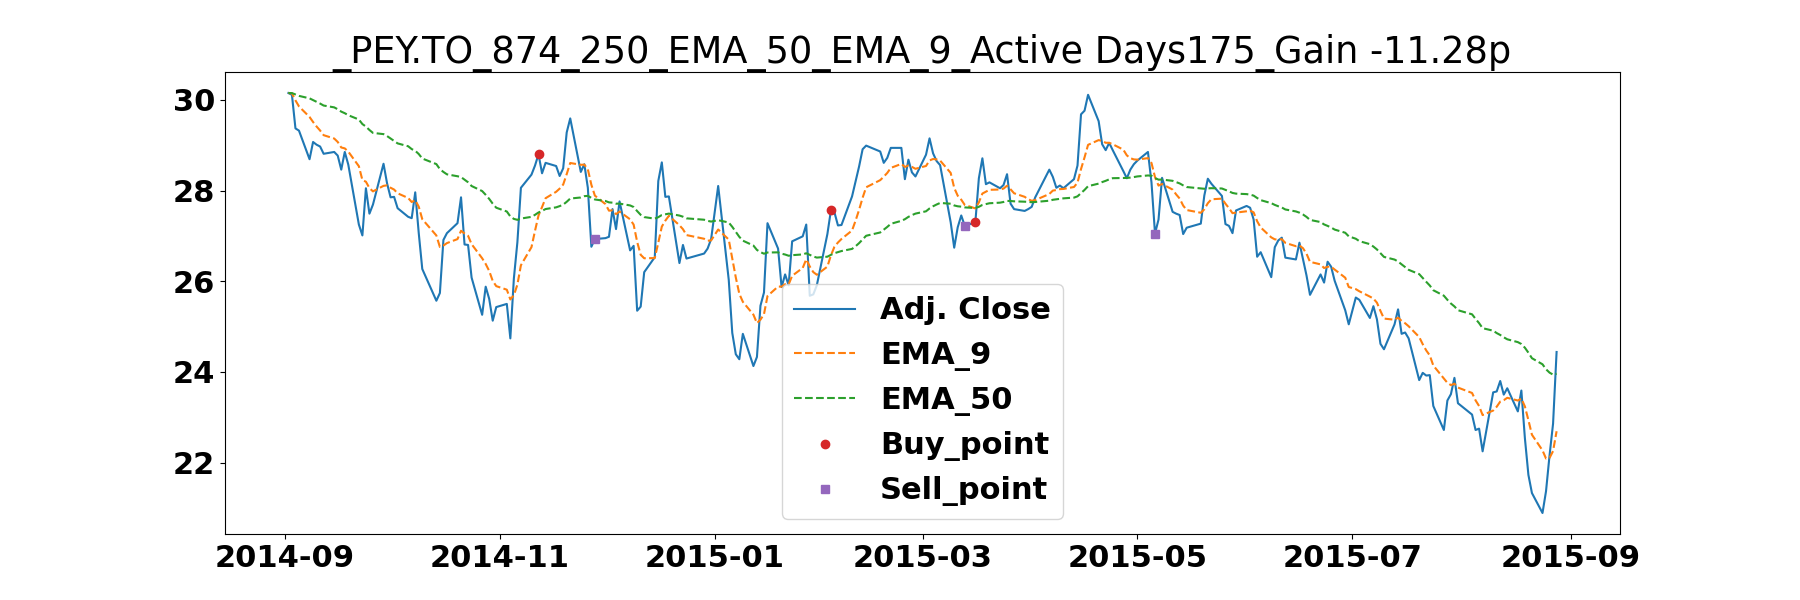 _PEY.TO_874_250_EMA_50_EMA_9_Active Days175_Gain -11.28p
30
28
26
24
22
Adj. Close
EMA_9
EMA_50
Buy_point
Sell_point
2014-09 2014-11 2015-01 2015-03 2015-05 2015-07 2015-09